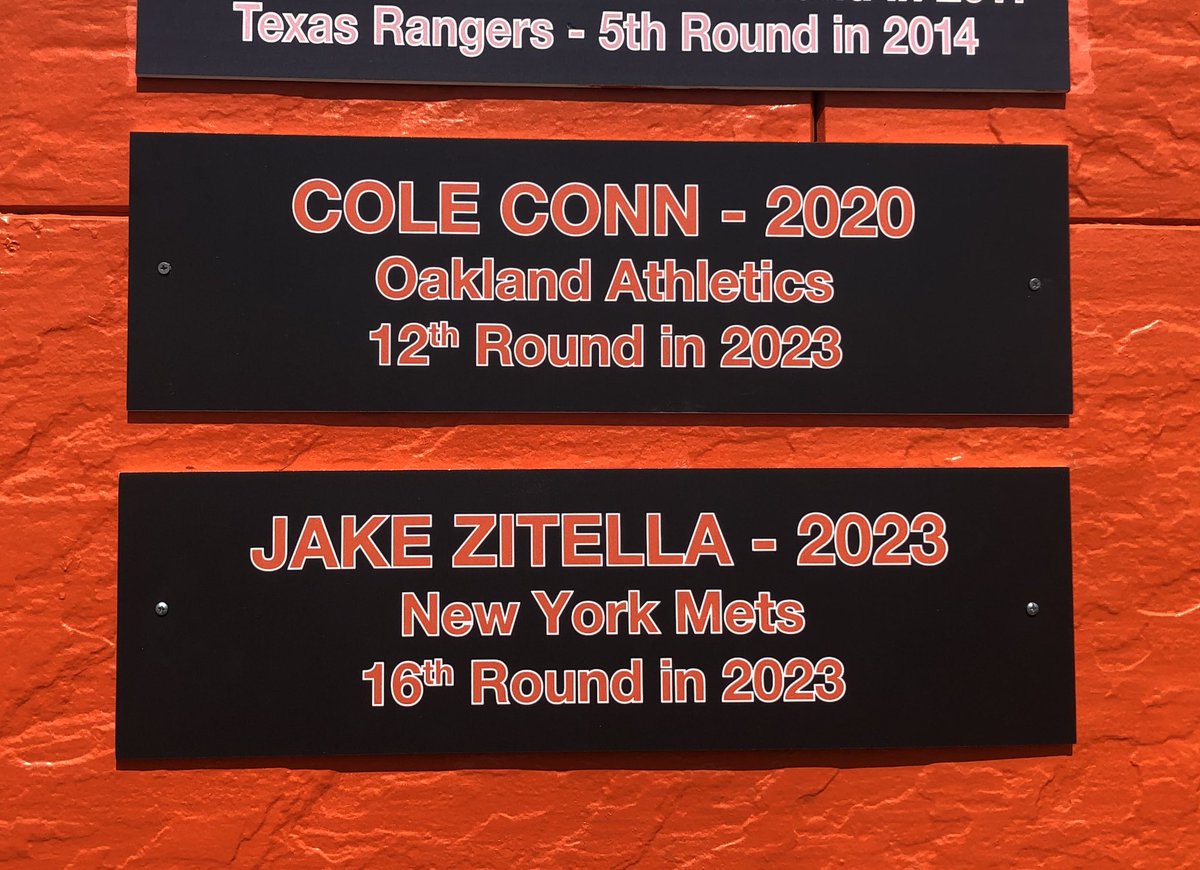 Texas Rangers - 5th Round in 2014
COLE CONN - 2020
Oakland Athletics
12th Round in 2023
JAKE ZITELLA - 2023
New York Mets
16th Round in 2023